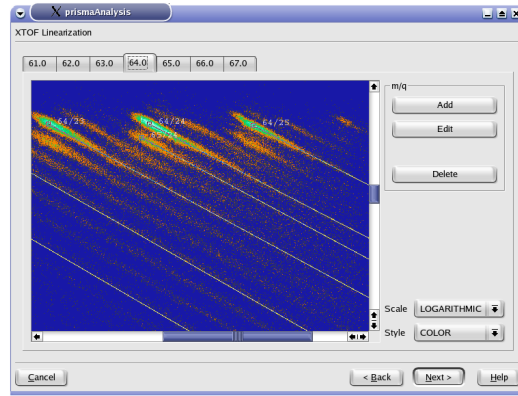 prismaAnalysis
XTOF Linearization
61.0 62.0 63.0 64.0 65.0 66.0 67.0
m/q
64/23 64/24 64/25
Add
Edit
Delete
Scale LOGARITHMIC
Style COLOR
Cancel < Back Next > Help